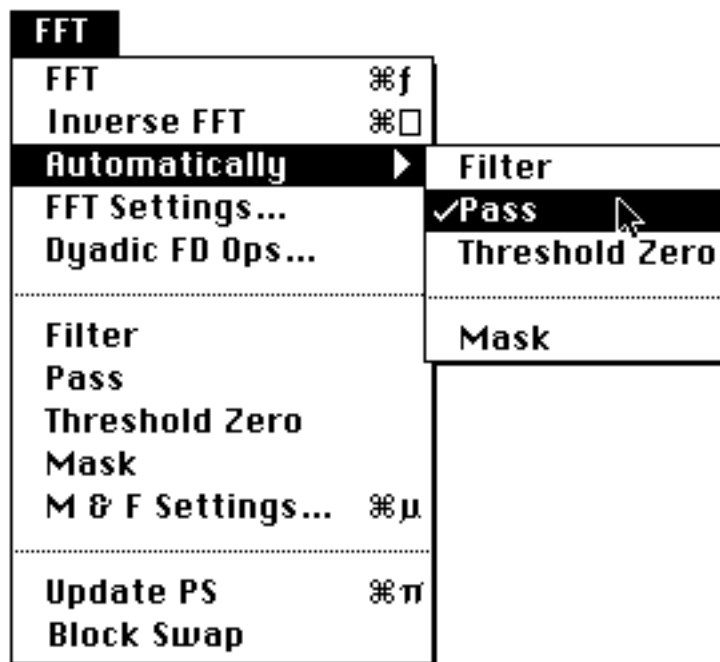 FFT
FFT ⌘ƒ
Inverse FFT ⌘□
Automatically ▶
FFT Settings...
Dyadic FD Ops...
Filter
Pass
Threshold Zero
Mask
M & F Settings... ⌘µ
Update PS ⌘π
Block Swap
Filter
✓Pass
Threshold Zero
Mask